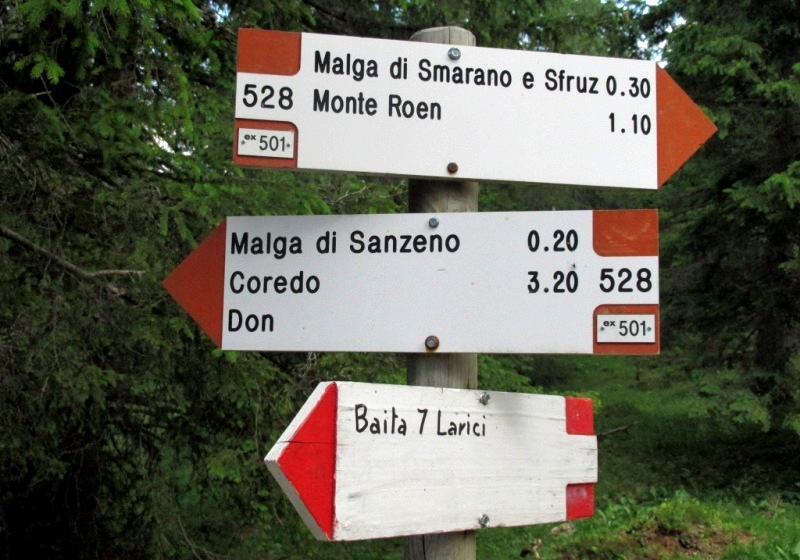 Malga di Smarano e Sfruz 0.30
528 Monte Roen 1.10
ex 501
Malga di Sanzeno 0.20
Coredo 3.20 528
Don
ex 501
Baita 7 Larici